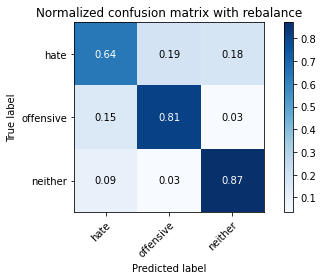 Normalized confusion matrix with rebalance
True label
hate
offensive
neither
0.64 0.19 0.18
0.15 0.81 0.03
0.09 0.03 0.87
hate
offensive
neither
Predicted label
0.8
0.7
0.6
0.5
0.4
0.3
0.2
0.1